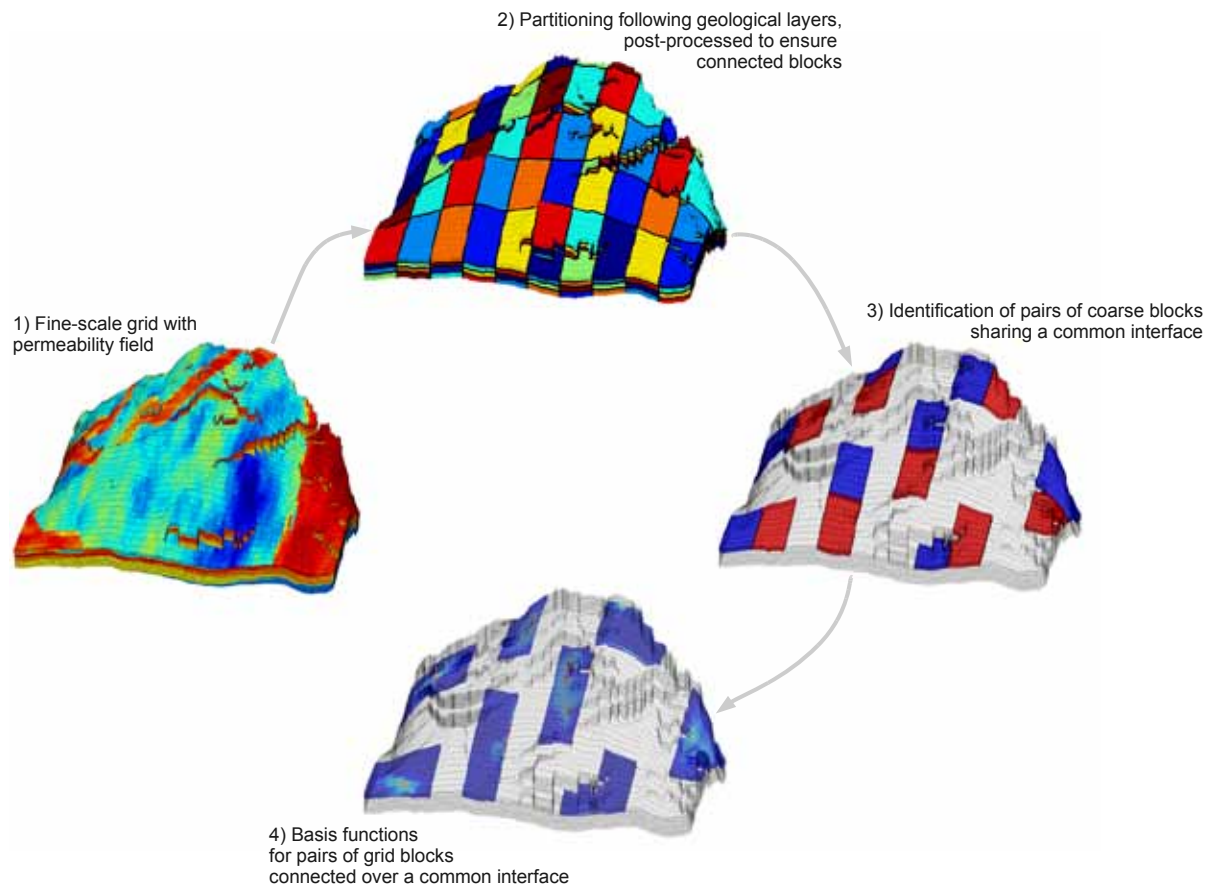 2) Partitioning following geological layers,
post-processed to ensure
connected blocks
1) Fine-scale grid with
permeability field
3) Identification of pairs of coarse blocks
sharing a common interface
4) Basis functions
for pairs of grid blocks
connected over a common interface